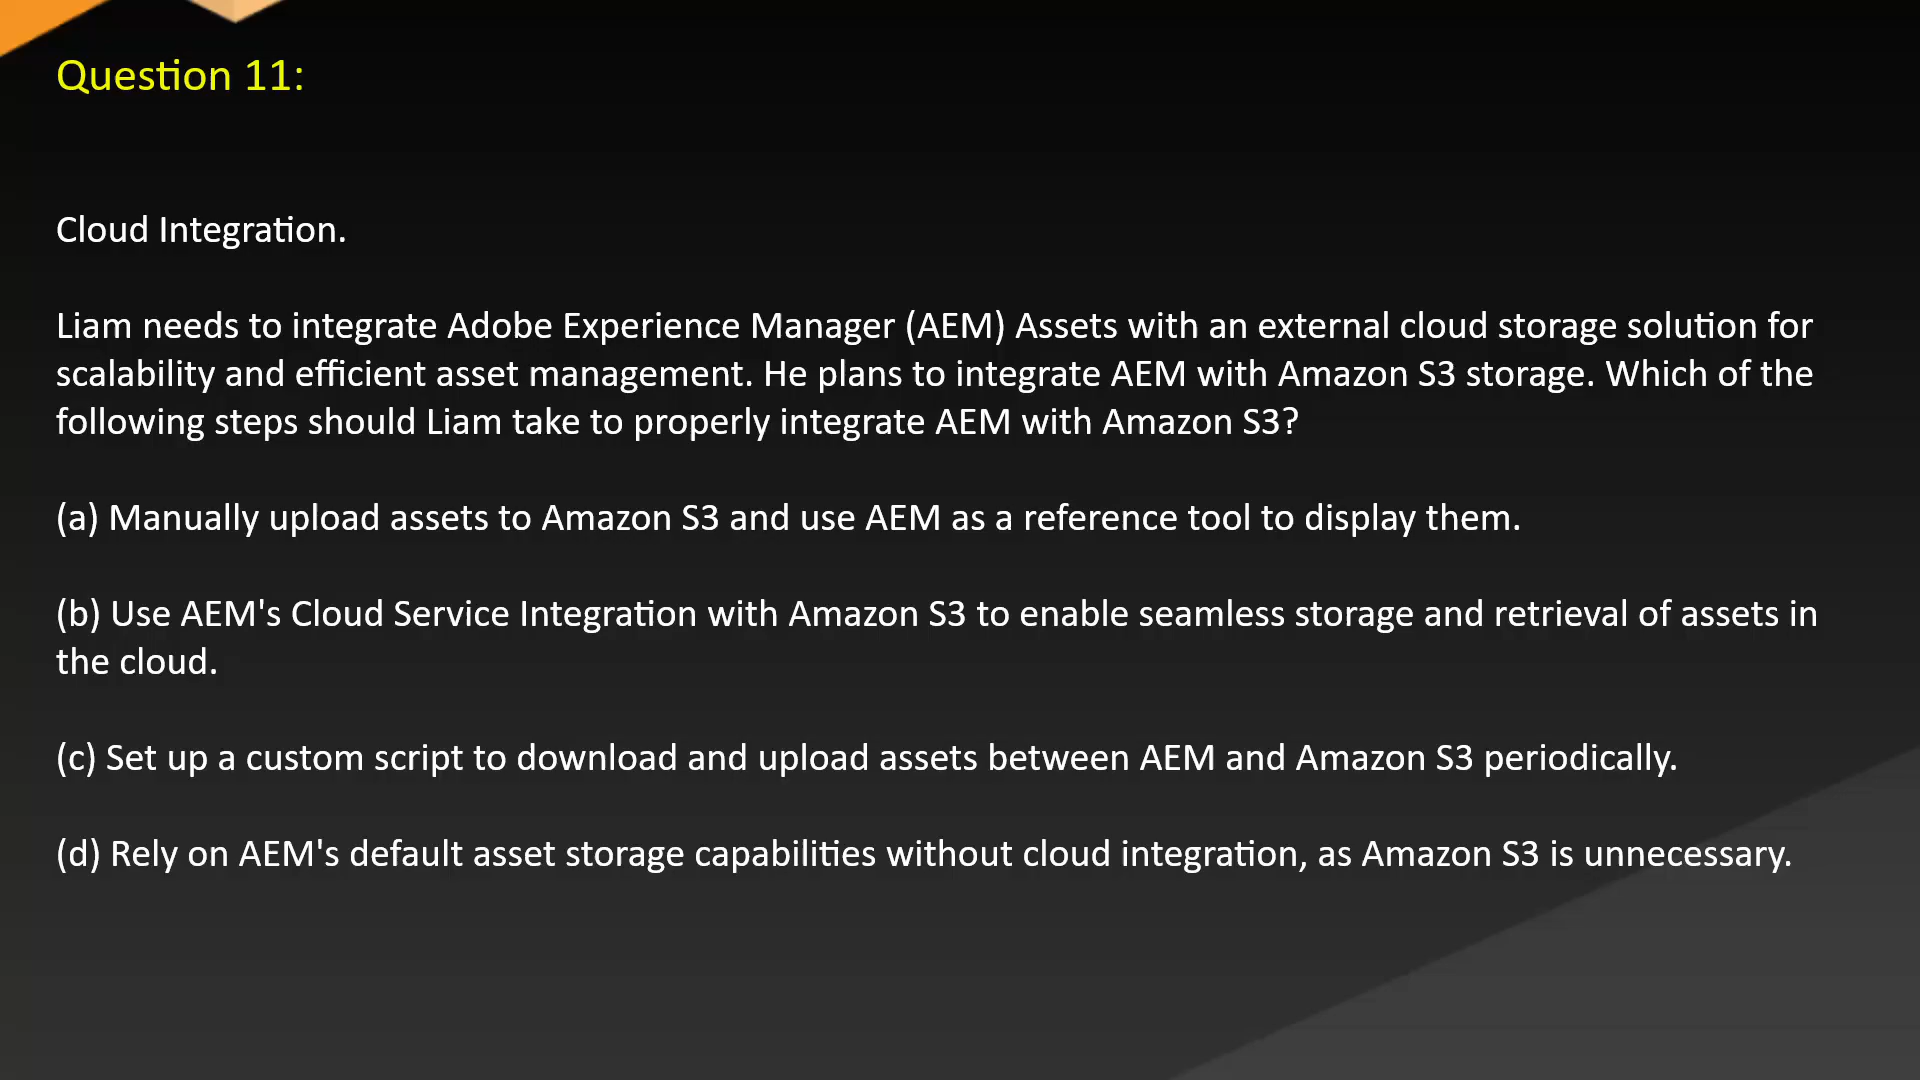 Question 11:
Cloud Integration.
Liam needs to integrate Adobe Experience Manager (AEM) Assets with an external cloud storage solution for
scalability and efficient asset management. He plans to integrate AEM with Amazon S3 storage. Which of the
following steps should Liam take to properly integrate AEM with Amazon S3?
(a) Manually upload assets to Amazon S3 and use AEM as a reference tool to display them.
(b) Use AEM's Cloud Service Integration with Amazon S3 to enable seamless storage and retrieval of assets in
the cloud.
(c) Set up a custom script to download and upload assets between AEM and Amazon S3 periodically.
(d) Rely on AEM's default asset storage capabilities without cloud integration, as Amazon S3 is unnecessary.